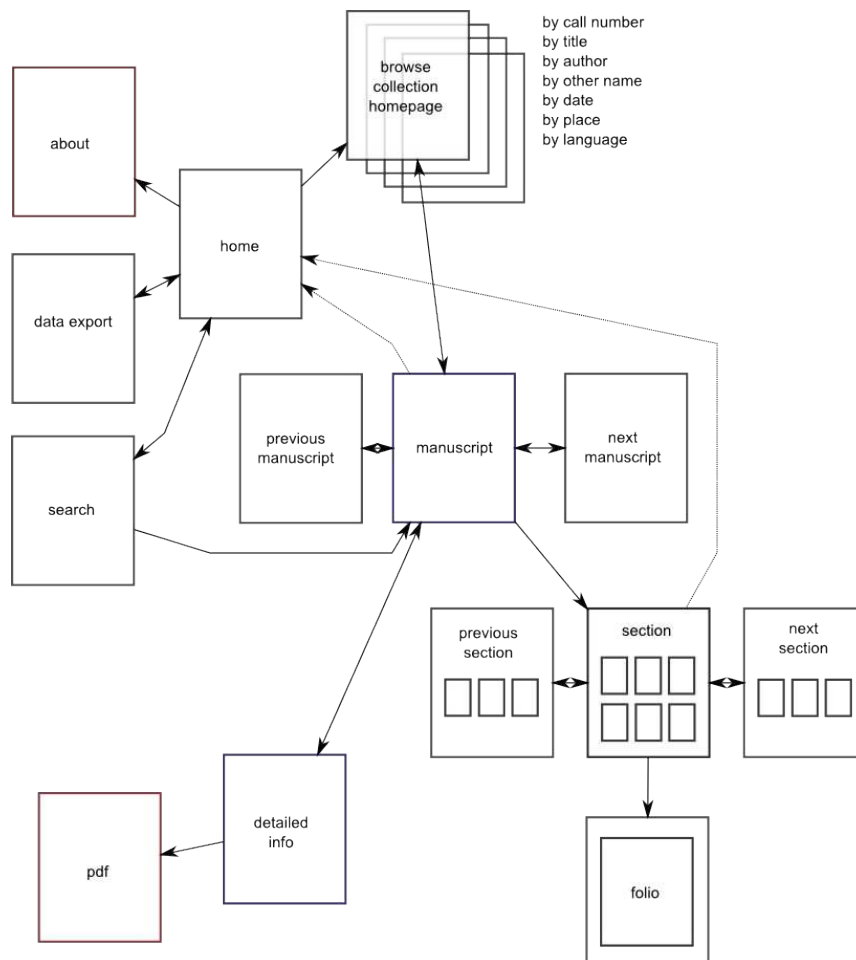 browse
collection
homepage
by call number
by title
by author
by other name
by date
by place
by language
about
home
data export
previous
manuscript
manuscript
next
manuscript
search
previous
section
section
next
section
detailed
info
pdf
folio